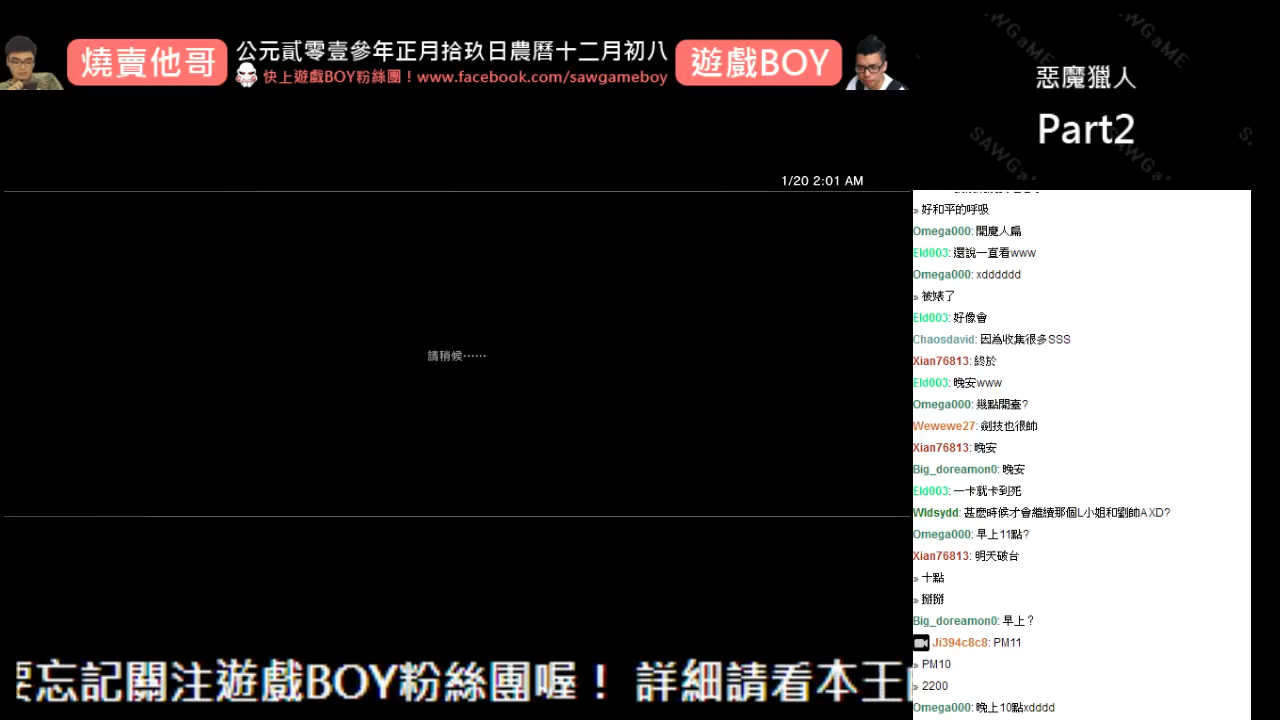 燒賣他哥
公元貳零壹參年正月拾玖日農曆十二月初八
快上遊戲BOY粉絲團！www.facebook.com/sawgameboy
遊戲BOY
惡魔獵人
Part2
1/20 2:01 AM
請稍候……
» 好和平的呼吸
Omega000: 開魔人扁
Eld003: 還說一直看www
Omega000: xdddddd
» 被婊了
Eld003: 好像會
Chaosdavid: 因為收集很多SSS
Xian76813: 終於
Eld003: 晚安www
Omega000: 幾點開臺?
Wewewe27: 劍技也很帥
Xian76813: 晚安
Big_doreamon0: 晚安
Eld003: 一卡就卡到死
Wldsydd: 甚麼時候才會繼續那個L小姐和劉帥AXD?
Omega000: 早上11點?
Xian76813: 明天破台
» 十點
» 掰掰
Big_doreamon0: 早上？
Ji394c8c8: PM11
» PM10
» 2200
Omega000: 晚上10點xdddd
忘記關注遊戲BOY粉絲團喔！ 詳細請看本王